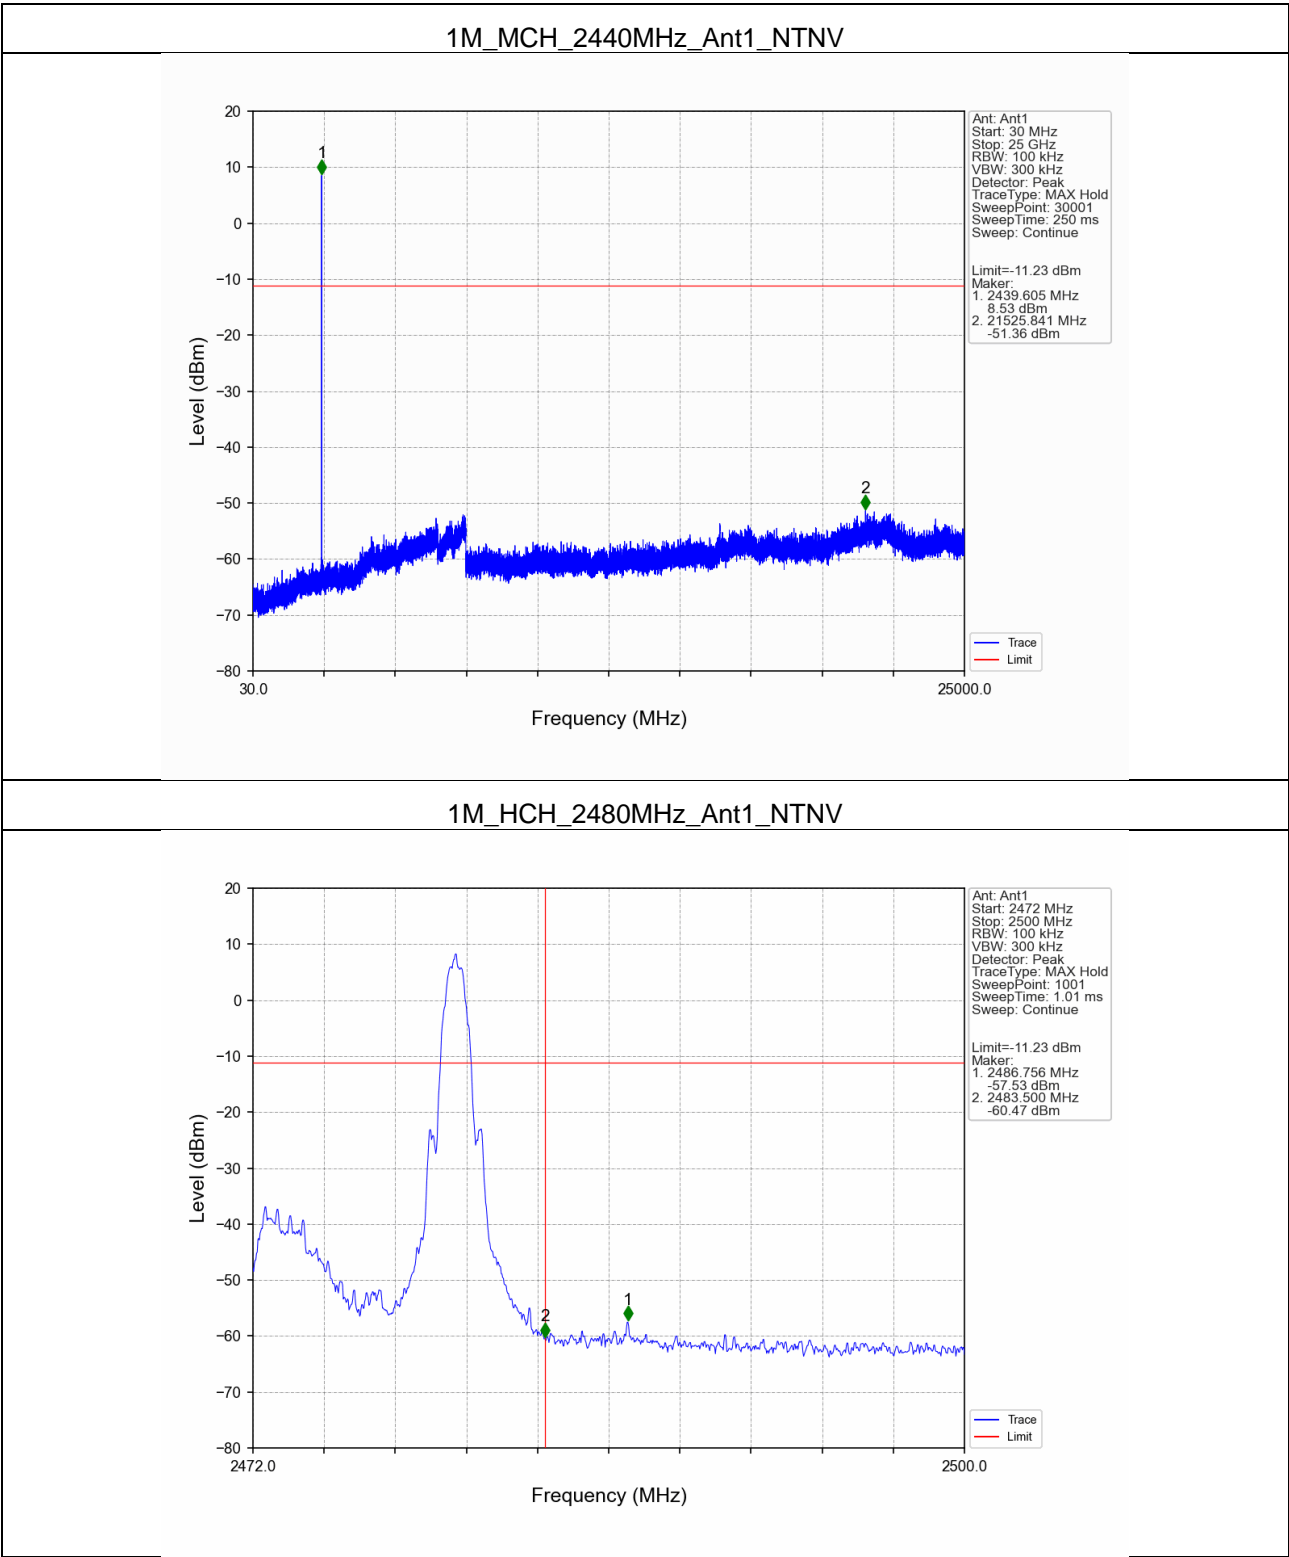 1M_MCH_2440MHz_Ant1_NTNV
20
10
0
−10
−20
−30
−40
−50
−60
−70
−80
Level (dBm)
1
2
30.0
25000.0
Frequency (MHz)
Ant: Ant1
Start: 30 MHz
Stop: 25 GHz
RBW: 100 kHz
VBW: 300 kHz
Detector: Peak
TraceType: MAX Hold
SweepPoint: 30001
SweepTime: 250 ms
Sweep: Continue
Limit=-11.23 dBm
Maker:
1. 2439.605 MHz
8.53 dBm
2. 21525.841 MHz
-51.36 dBm
Trace
Limit
1M_HCH_2480MHz_Ant1_NTNV
20
10
0
−10
−20
−30
−40
−50
−60
−70
−80
Level (dBm)
2
1
2472.0
2500.0
Frequency (MHz)
Ant: Ant1
Start: 2472 MHz
Stop: 2500 MHz
RBW: 100 kHz
VBW: 300 kHz
Detector: Peak
TraceType: MAX Hold
SweepPoint: 1001
SweepTime: 1.01 ms
Sweep: Continue
Limit=-11.23 dBm
Maker:
1. 2486.756 MHz
-57.53 dBm
2. 2483.500 MHz
-60.47 dBm
Trace
Limit